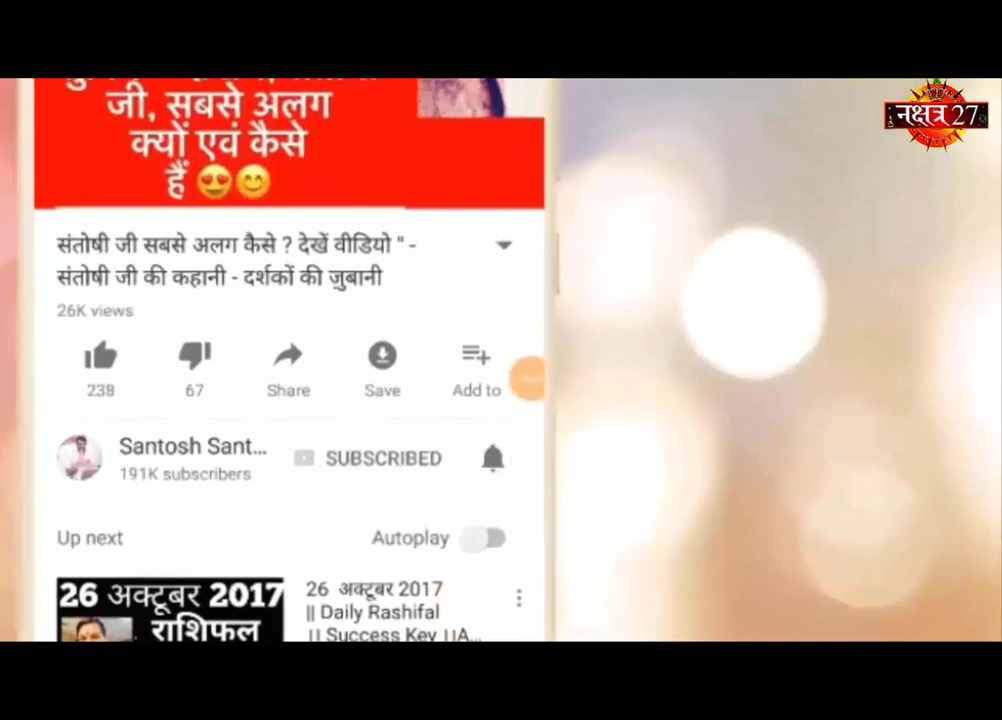 जी, सबसे अलग
क्यों एवं कैसे
हैं 😍😊
नक्षत्र 27
संतोषी जी सबसे अलग कैसे ? देखें वीडियो " -
संतोषी जी की कहानी - दर्शकों की जुबानी
26K views
238
67
Share
Save
Add to
Santosh Sant...
191K subscribers
SUBSCRIBED
Up next
Autoplay
26 अक्टूबर 2017
राशिफल
26 अक्टूबर 2017
|| Daily Rashifal
|| Success Key ||A...